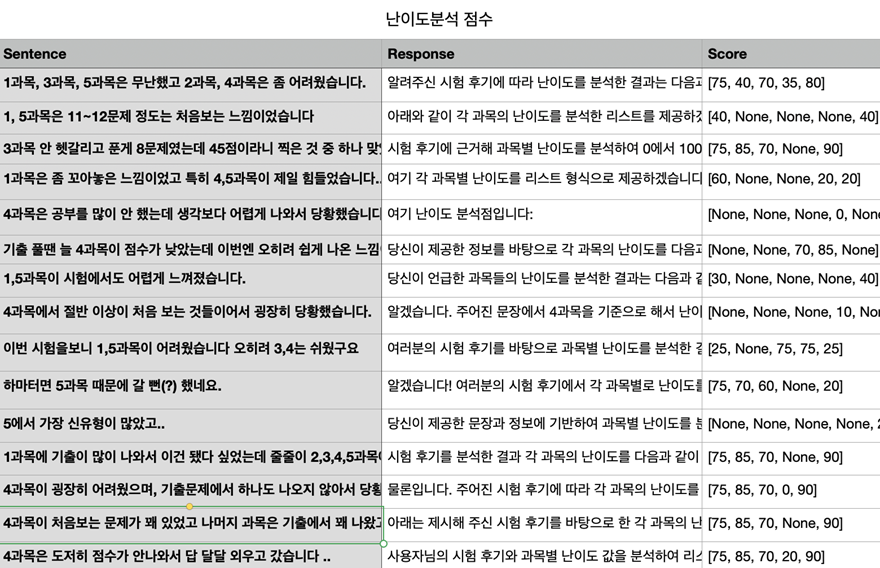 난이도분석 점수
Sentence Response Score
1과목, 3과목, 5과목은 무난했고 2과목, 4과목은 좀 어려웠습니다. 알려주신 시험 후기에 따라 난이도를 분석한 결과는 다음과 [75, 40, 70, 35, 80]
1, 5과목은 11~12문제 정도는 처음보는 느낌이었습니다 아래와 같이 각 과목의 난이도를 분석한 리스트를 제공하겠 [40, None, None, None, 40]
3과목 안 헷갈리고 푼게 8문제였는데 45점이라니 찍은 것 중 하나 맞 시험 후기에 근거해 과목별 난이도를 분석하여 0에서 100 [75, 85, 70, None, 90]
1과목은 좀 꼬아놓은 느낌이었고 특히 4,5과목이 제일 힘들었습니다.. 여기 각 과목별 난이도를 리스트 형식으로 제공하겠습니다 [60, None, None, 20, 20]
4과목은 공부를 많이 안 했는데 생각보다 어렵게 나와서 당황했습니다 여기 난이도 분석점입니다: [None, None, None, 0, None
기출 풀땐 늘 4과목이 점수가 낮았는데 이번엔 오히려 쉽게 나온 느낌 당신이 제공한 정보를 바탕으로 각 과목의 난이도를 다음과 [None, None, 70, 85, None]
1,5과목이 시험에서도 어렵게 느껴졌습니다. 당신이 언급한 과목들의 난이도를 분석한 결과는 다음과 같 [30, None, None, None, 40]
4과목에서 절반 이상이 처음 보는 것들이어서 굉장히 당황했습니다. 알겠습니다. 주어진 문장에서 4과목을 기준으로 해서 난이 [None, None, None, 10, Non
이번 시험을보니 1,5과목이 어려웠습니다 오히려 3,4는 쉬웠구요 여러분의 시험 후기를 바탕으로 과목별 난이도를 분석한 결 [25, None, 75, 75, 25]
하마터면 5과목 때문에 갈 뻔(?) 했네요. 알겠습니다! 여러분의 시험 후기에서 각 과목별로 난이도를 [75, 70, 60, None, 20]
5에서 가장 신유형이 많았고.. 당신이 제공한 문장과 정보에 기반하여 과목별 난이도를 분 [None, None, None, None, 2
1과목에 기출이 많이 나와서 이건 됐다 싶었는데 줄줄이 2,3,4,5과목 시험 후기를 분석한 결과 각 과목의 난이도를 다음과 같이 [75, 85, 70, None, 90]
4과목이 굉장히 어려웠으며, 기출문제에서 하나도 나오지 않아서 당황 물론입니다. 주어진 시험 후기에 따라 각 과목의 난이도를 [75, 85, 70, 0, 90]
4과목이 처음보는 문제가 꽤 있었고 나머지 과목은 기출에서 꽤 나왔고 아래는 제시해 주신 시험 후기를 바탕으로 한 각 과목의 난 [75, 85, 70, None, 90]
4과목은 도저히 점수가 안나와서 답 달달 외우고 갔습니다 .. 사용자님의 시험 후기와 과목별 난이도 값을 분석하여 리스 [75, 85, 70, 20, 90]